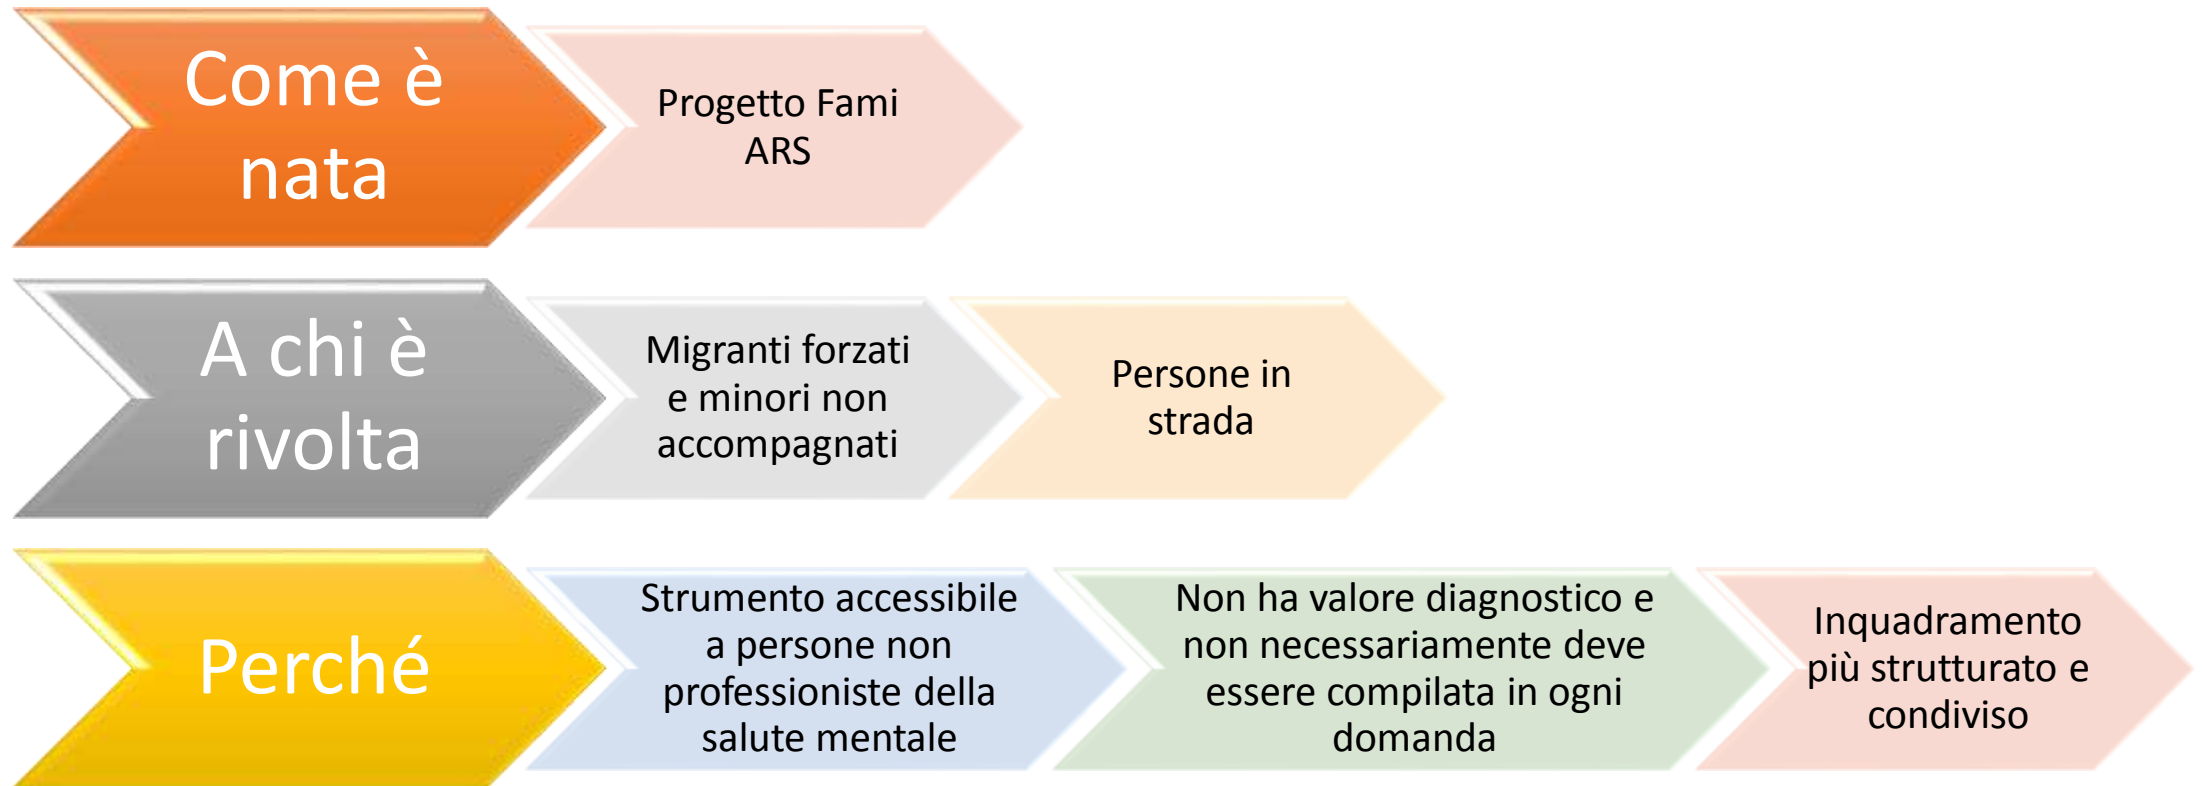 Come è
nata
Progetto Fami
ARS
A chi è
rivolta
Migranti forzati
e minori non
accompagnati
Persone in
strada
Perché
Strumento accessibile
a persone non
professioniste della
salute mentale
Non ha valore diagnostico e
non necessariamente deve
essere compilata in ogni
domanda
Inquadramento
più strutturato e
condiviso